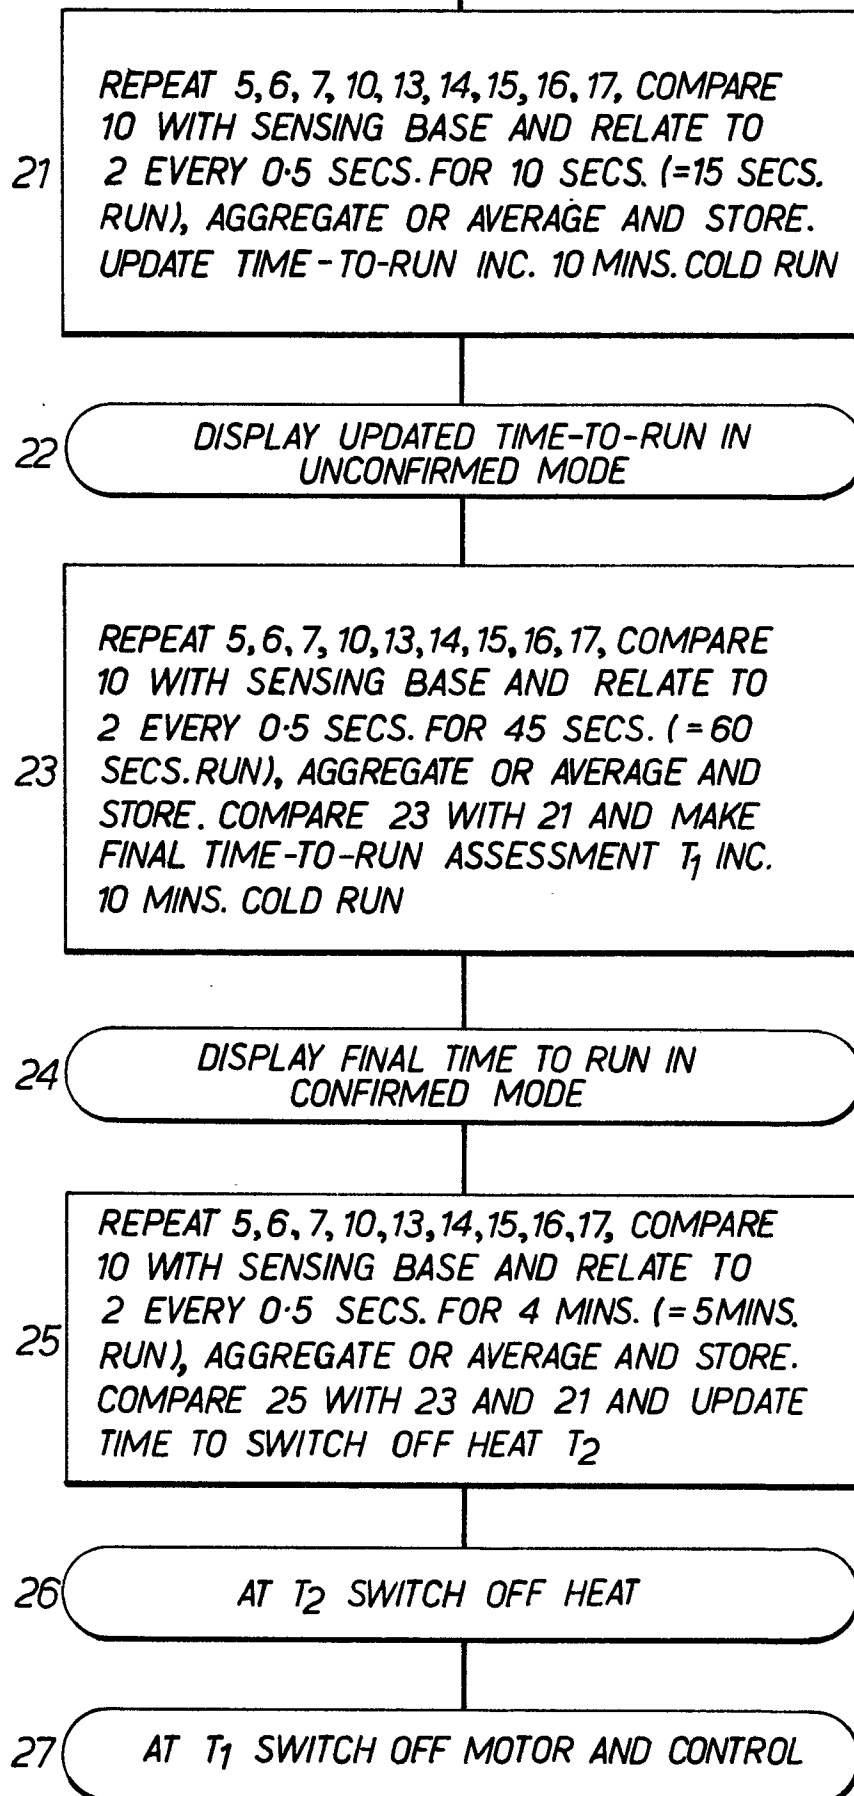 REPEAT 5,6,7,10,13,14,15,16,17, COMPARE
10 WITH SENSING BASE AND RELATE TO
21
2 EVERY 0·5 SECS. FOR 10 SECS. (=15 SECS.
RUN), AGGREGATE OR AVERAGE AND STORE.
UPDATE TIME-TO-RUN INC. 10 MINS. COLD RUN
22
DISPLAY UPDATED TIME-TO-RUN IN
UNCONFIRMED MODE
REPEAT 5,6,7,10,13,14,15,16,17, COMPARE
10 WITH SENSING BASE AND RELATE TO
2 EVERY 0·5 SECS. FOR 45 SECS. (=60
23
SECS. RUN), AGGREGATE OR AVERAGE AND
STORE. COMPARE 23 WITH 21 AND MAKE
FINAL TIME-TO-RUN ASSESSMENT T1 INC.
10 MINS. COLD RUN
24
DISPLAY FINAL TIME TO RUN IN
CONFIRMED MODE
REPEAT 5,6,7,10,13,14,15,16,17, COMPARE
10 WITH SENSING BASE AND RELATE TO
2 EVERY 0·5 SECS. FOR 4 MINS. (=5MINS.
25
RUN), AGGREGATE OR AVERAGE AND STORE.
COMPARE 25 WITH 23 AND 21 AND UPDATE
TIME TO SWITCH OFF HEAT T2
26
AT T2 SWITCH OFF HEAT
27
AT T1 SWITCH OFF MOTOR AND CONTROL